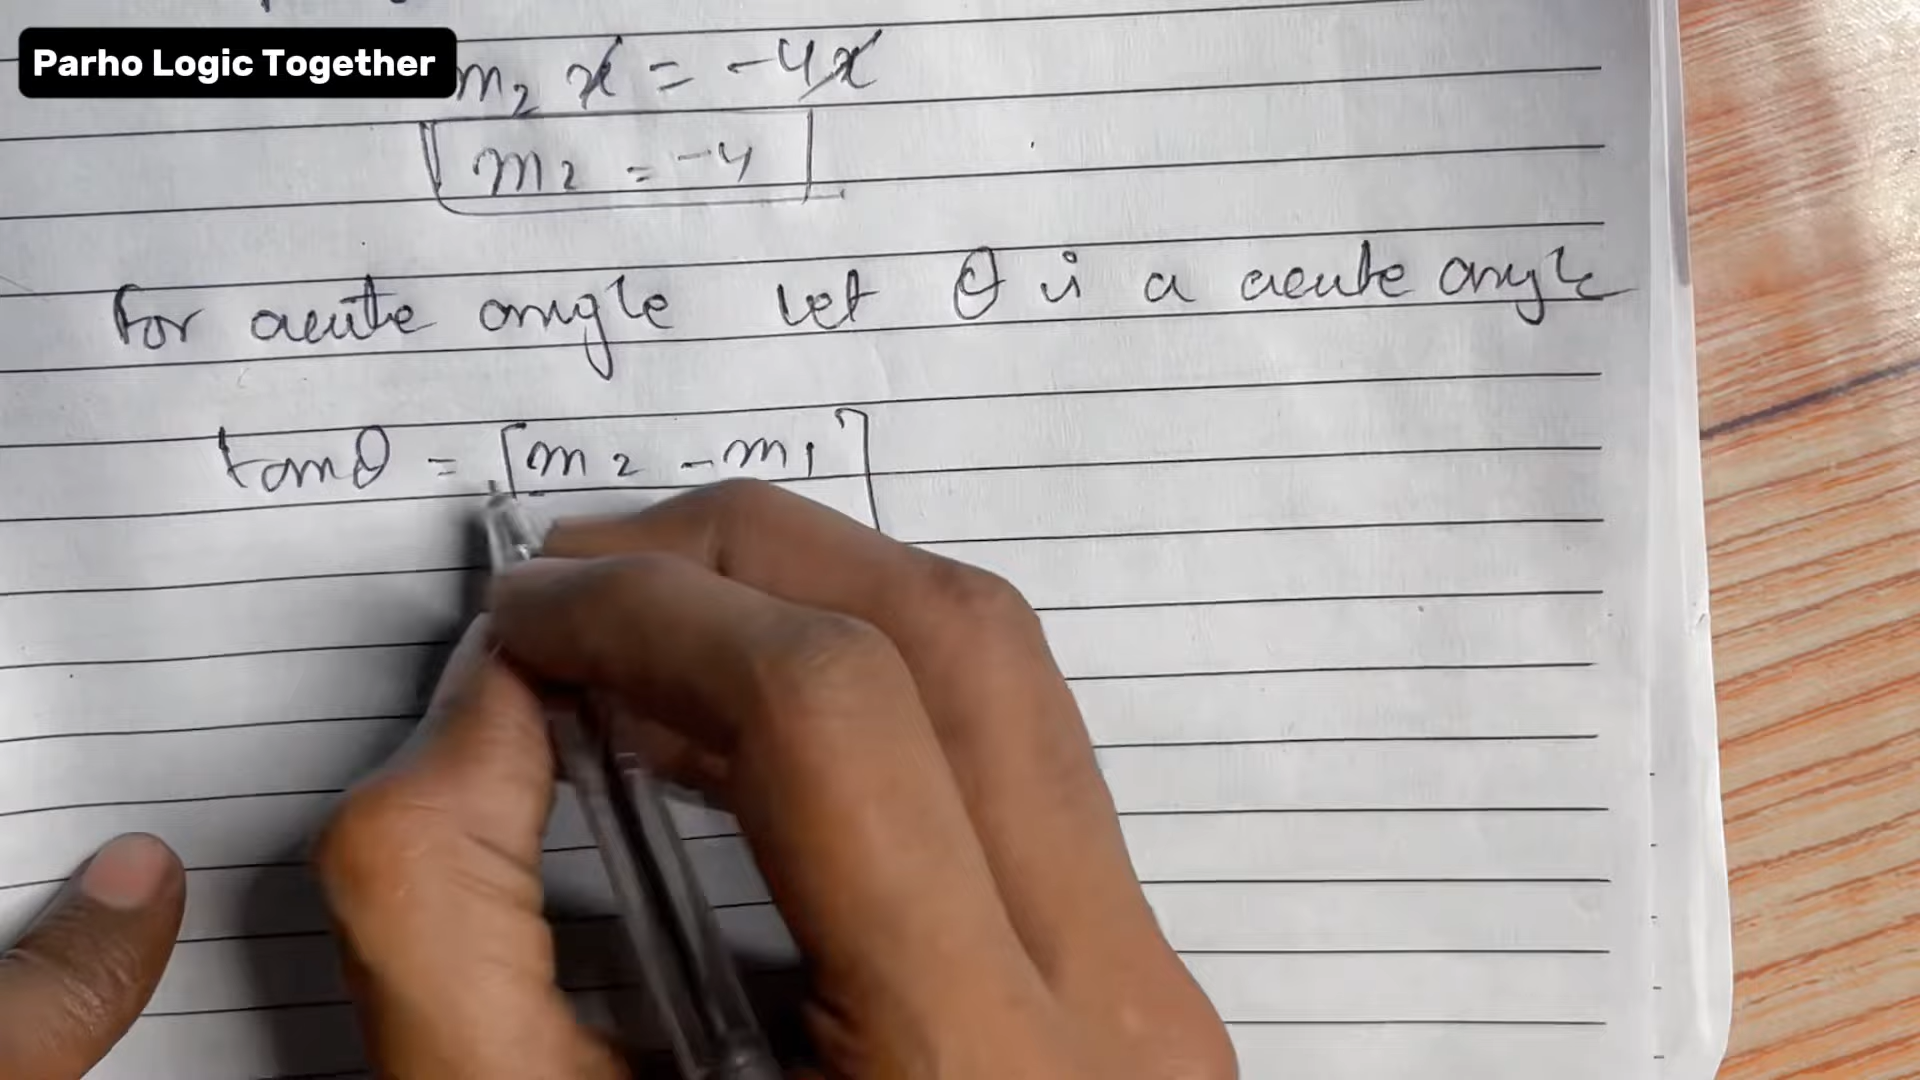 Parho Logic Together
m2 x = -4x
m2 = -4
For acute angle let θ is a acute angle
tanθ = [m2 - m1]